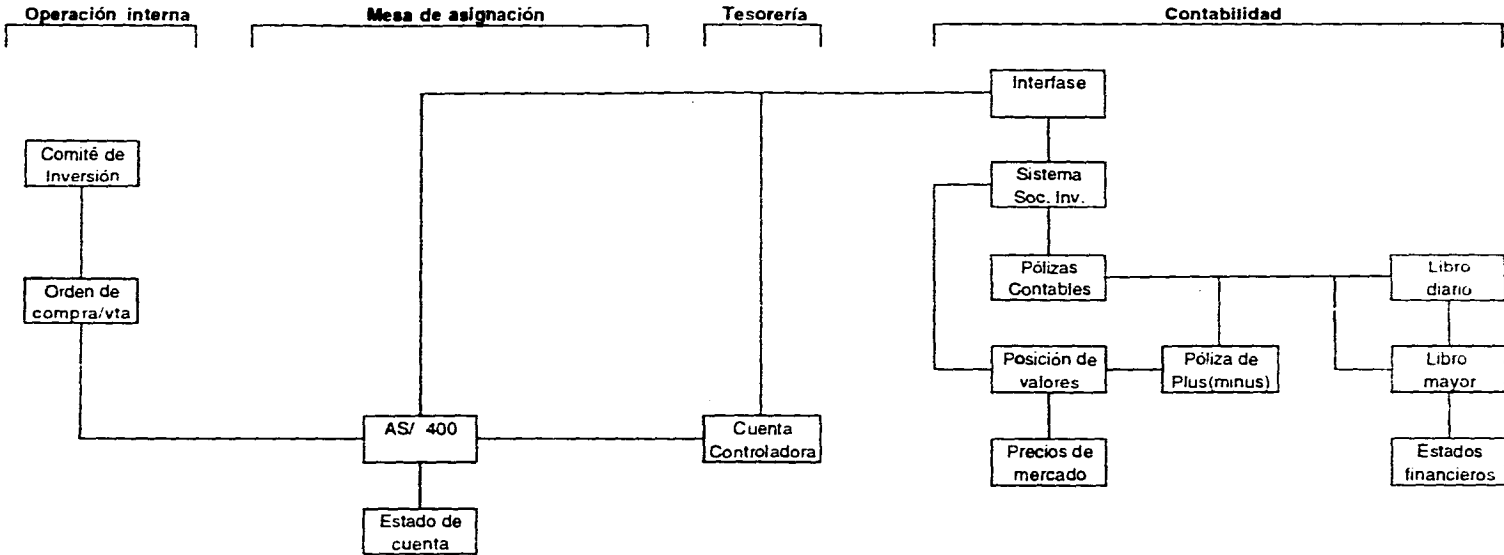 Operación interna
Mesa de asignación
Tesorería
Contabilidad
Interfase
Comité de
Inversión
Sistema
Soc. Inv.
Orden de
compra/vta
Pólizas
Contables
Libro
diario
Posición de
valores
Póliza de
Plus(minus)
Libro
mayor
AS/ 400
Cuenta
Controladora
Precios de
mercado
Estados
financieros
Estado de
cuenta